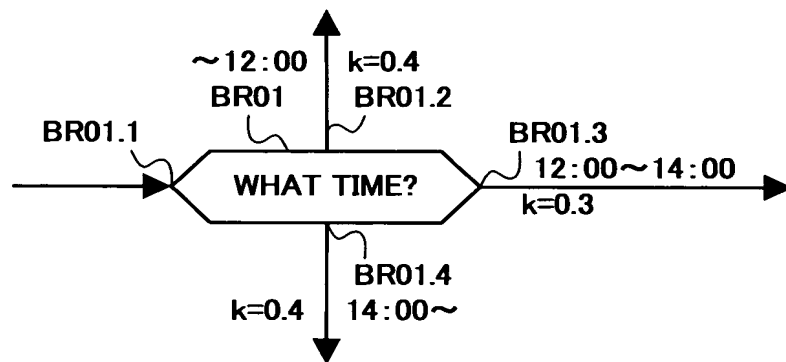 ～12:00 k=0.4
BR01 BR01.2
BR01.1 BR01.3
12:00～14:00
WHAT TIME?
k=0.3
BR01.4
k=0.4 14:00～